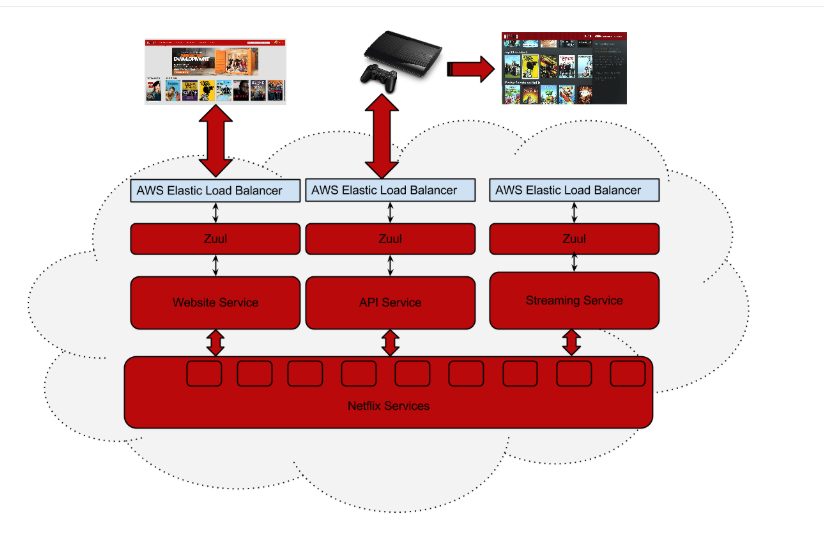 DEVELOPMENT
AWS Elastic Load Balancer
AWS Elastic Load Balancer
AWS Elastic Load Balancer
Zuul
Zuul
Zuul
Website Service
API Service
Streaming Service
Netflix Services